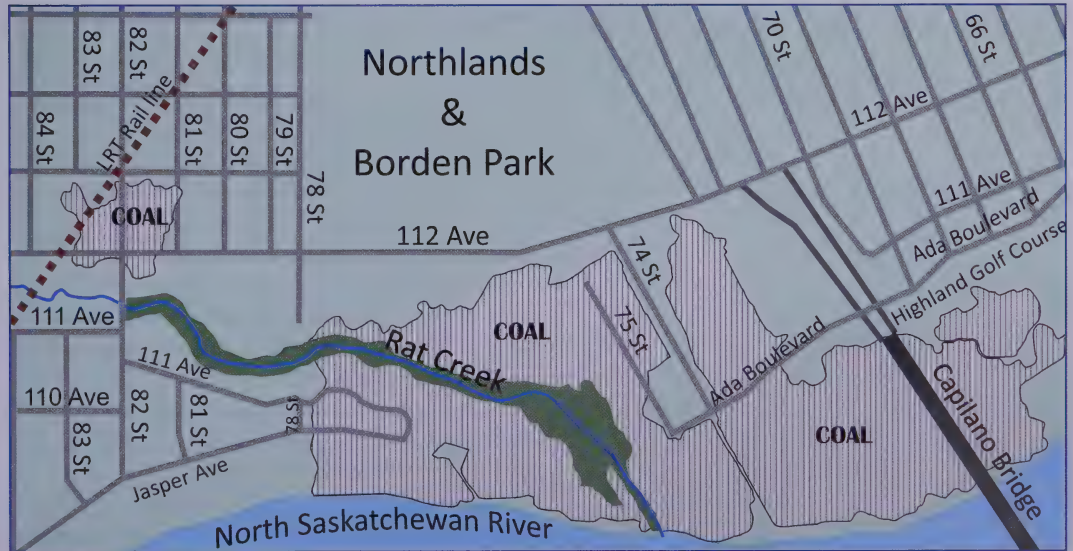 83 St
82 St
70 St
66 St
Northlands
&
Borden Park
LRT Rail line
84 St
81 St
80 St
79 St
78 St
112 Ave
111 Ave
COAL
112 Ave
Ada Boulevard
Highland Golf Course
74 St
75 St
COAL
111 Ave
111 Ave
Rat Creek
Ada Boulevard
110 Ave
82 St
81 St
78 St
83 St
COAL
Capilano Bridge
Jasper Ave
North Saskatchewan River